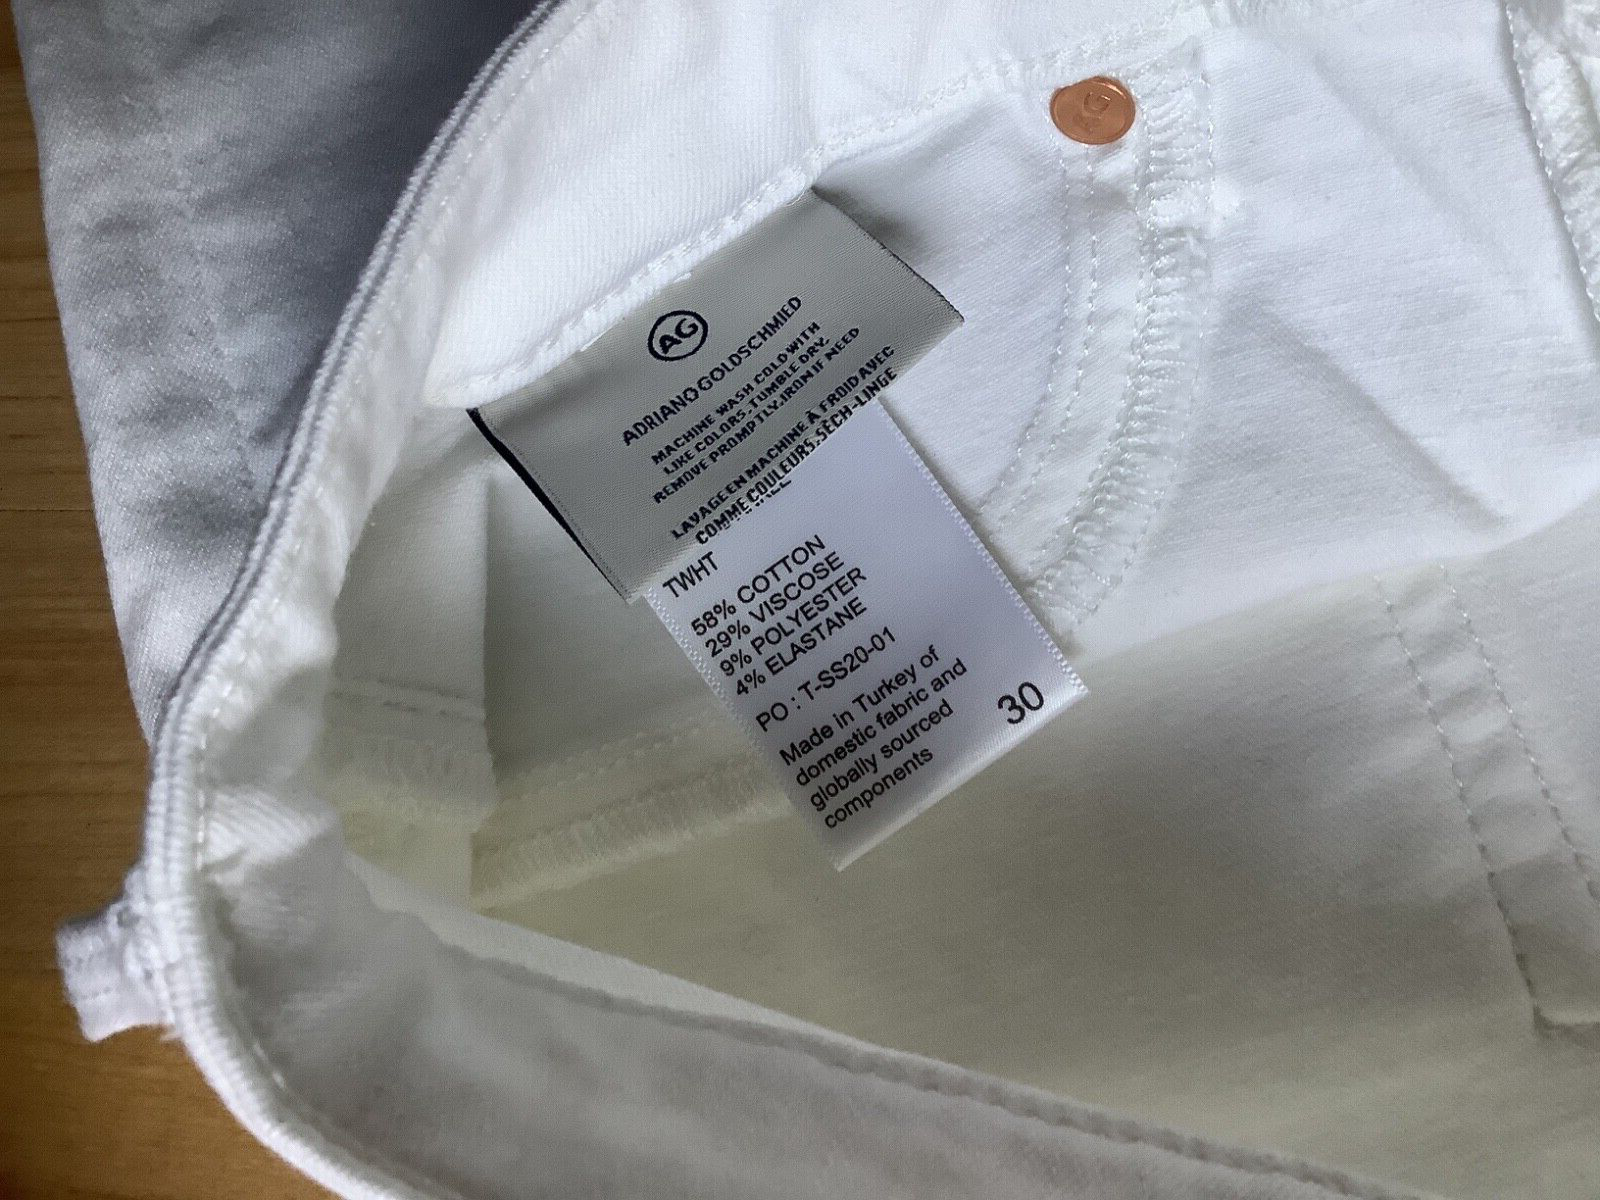 AG
AG
ADRIANO GOLDSCHMIED
MACHINE WASH COLD WITH
LIKE COLORS. TUMBLE DRY.
REMOVE PROMPTLY. IRON IF NEED
LAVAGE EN MACHINE À FROID AVEC
COMME COULEURS. SÈCH-LINGE
TWHT
58% COTTON
29% VISCOSE
9% POLYESTER
4% ELASTANE
PO : T-SS20-01
Made in Turkey of
domestic fabric and
globally sourced
components
30